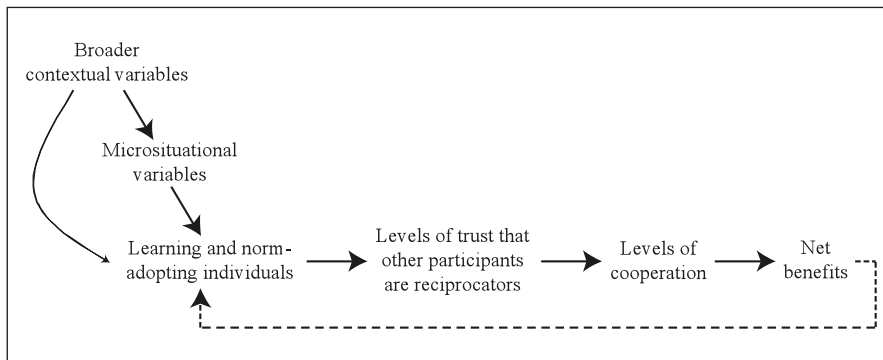 Broader
contextual variables
Microsituational
variables
Learning and norm-
adopting individuals
Levels of trust that
other participants
are reciprocators
Levels of
cooperation
Net
benefits